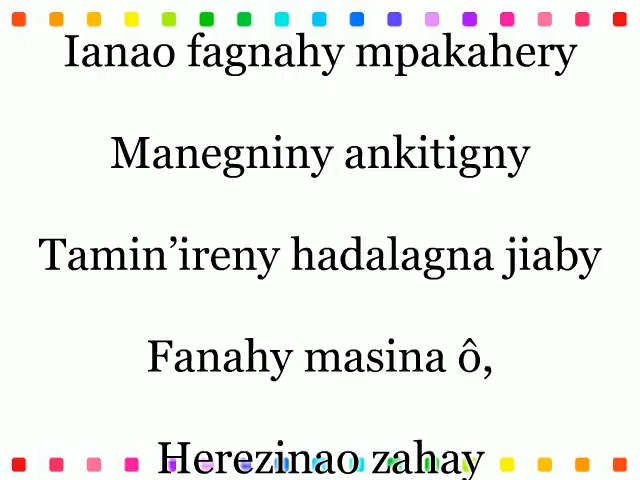 Ianao fagnahy mpakahery
Manegniny ankitigny
Tamin’ireny hadalagna jiaby
Fanahy masina ô,
Herezinao zahay